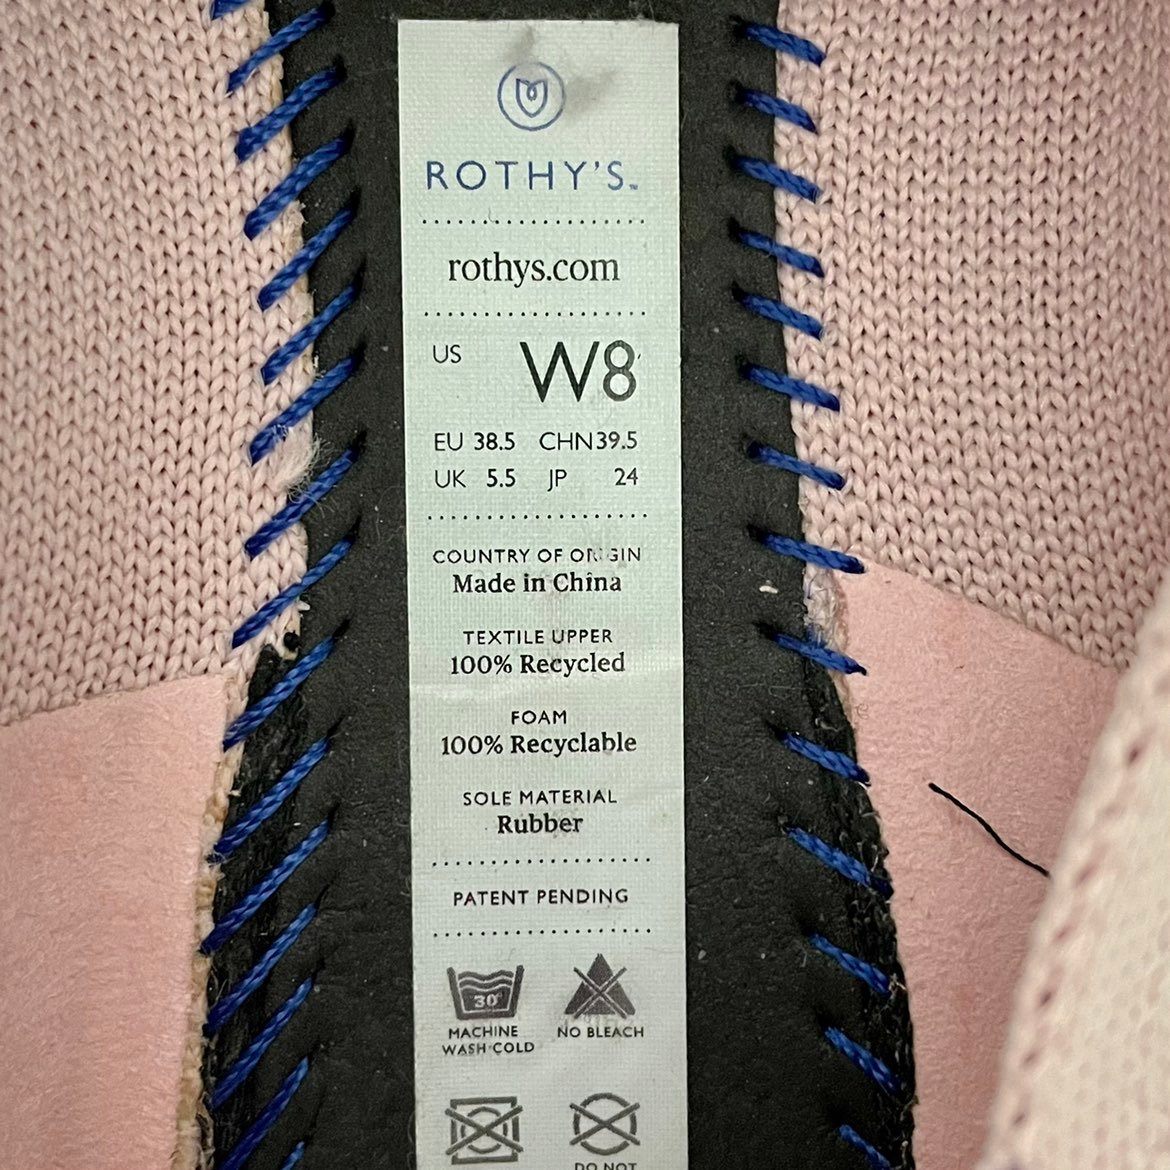 ROTHY'S™
rothys.com
US W8
EU 38.5 CHN 39.5
UK 5.5 JP 24
COUNTRY OF ORIGIN
Made in China
TEXTILE UPPER
100% Recycled
FOAM
100% Recyclable
SOLE MATERIAL
Rubber
PATENT PENDING
30°
MACHINE WASH COLD
NO BLEACH
DO NOT